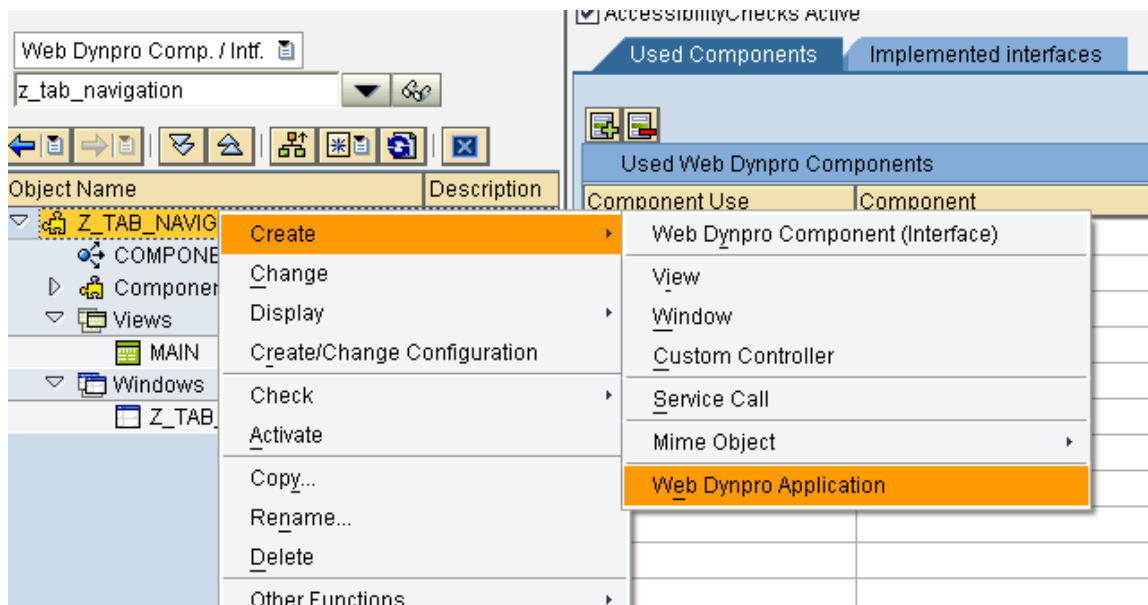 AccessibilityChecks Active
Web Dynpro Comp. / Intf.
z_tab_navigation
Object Name
Description
Z_TAB_NAVIG
COMPONE
Componer
Views
MAIN
Windows
Z_TAB_
Create
Change
Display
Create/Change Configuration
Check
Activate
Copy...
Rename...
Delete
Other Functions
Web Dynpro Component (Interface)
View
Window
Custom Controller
Service Call
Mime Object
Web Dynpro Application
Used Components
Implemented interfaces
Used Web Dynpro Components
Component Use
Component